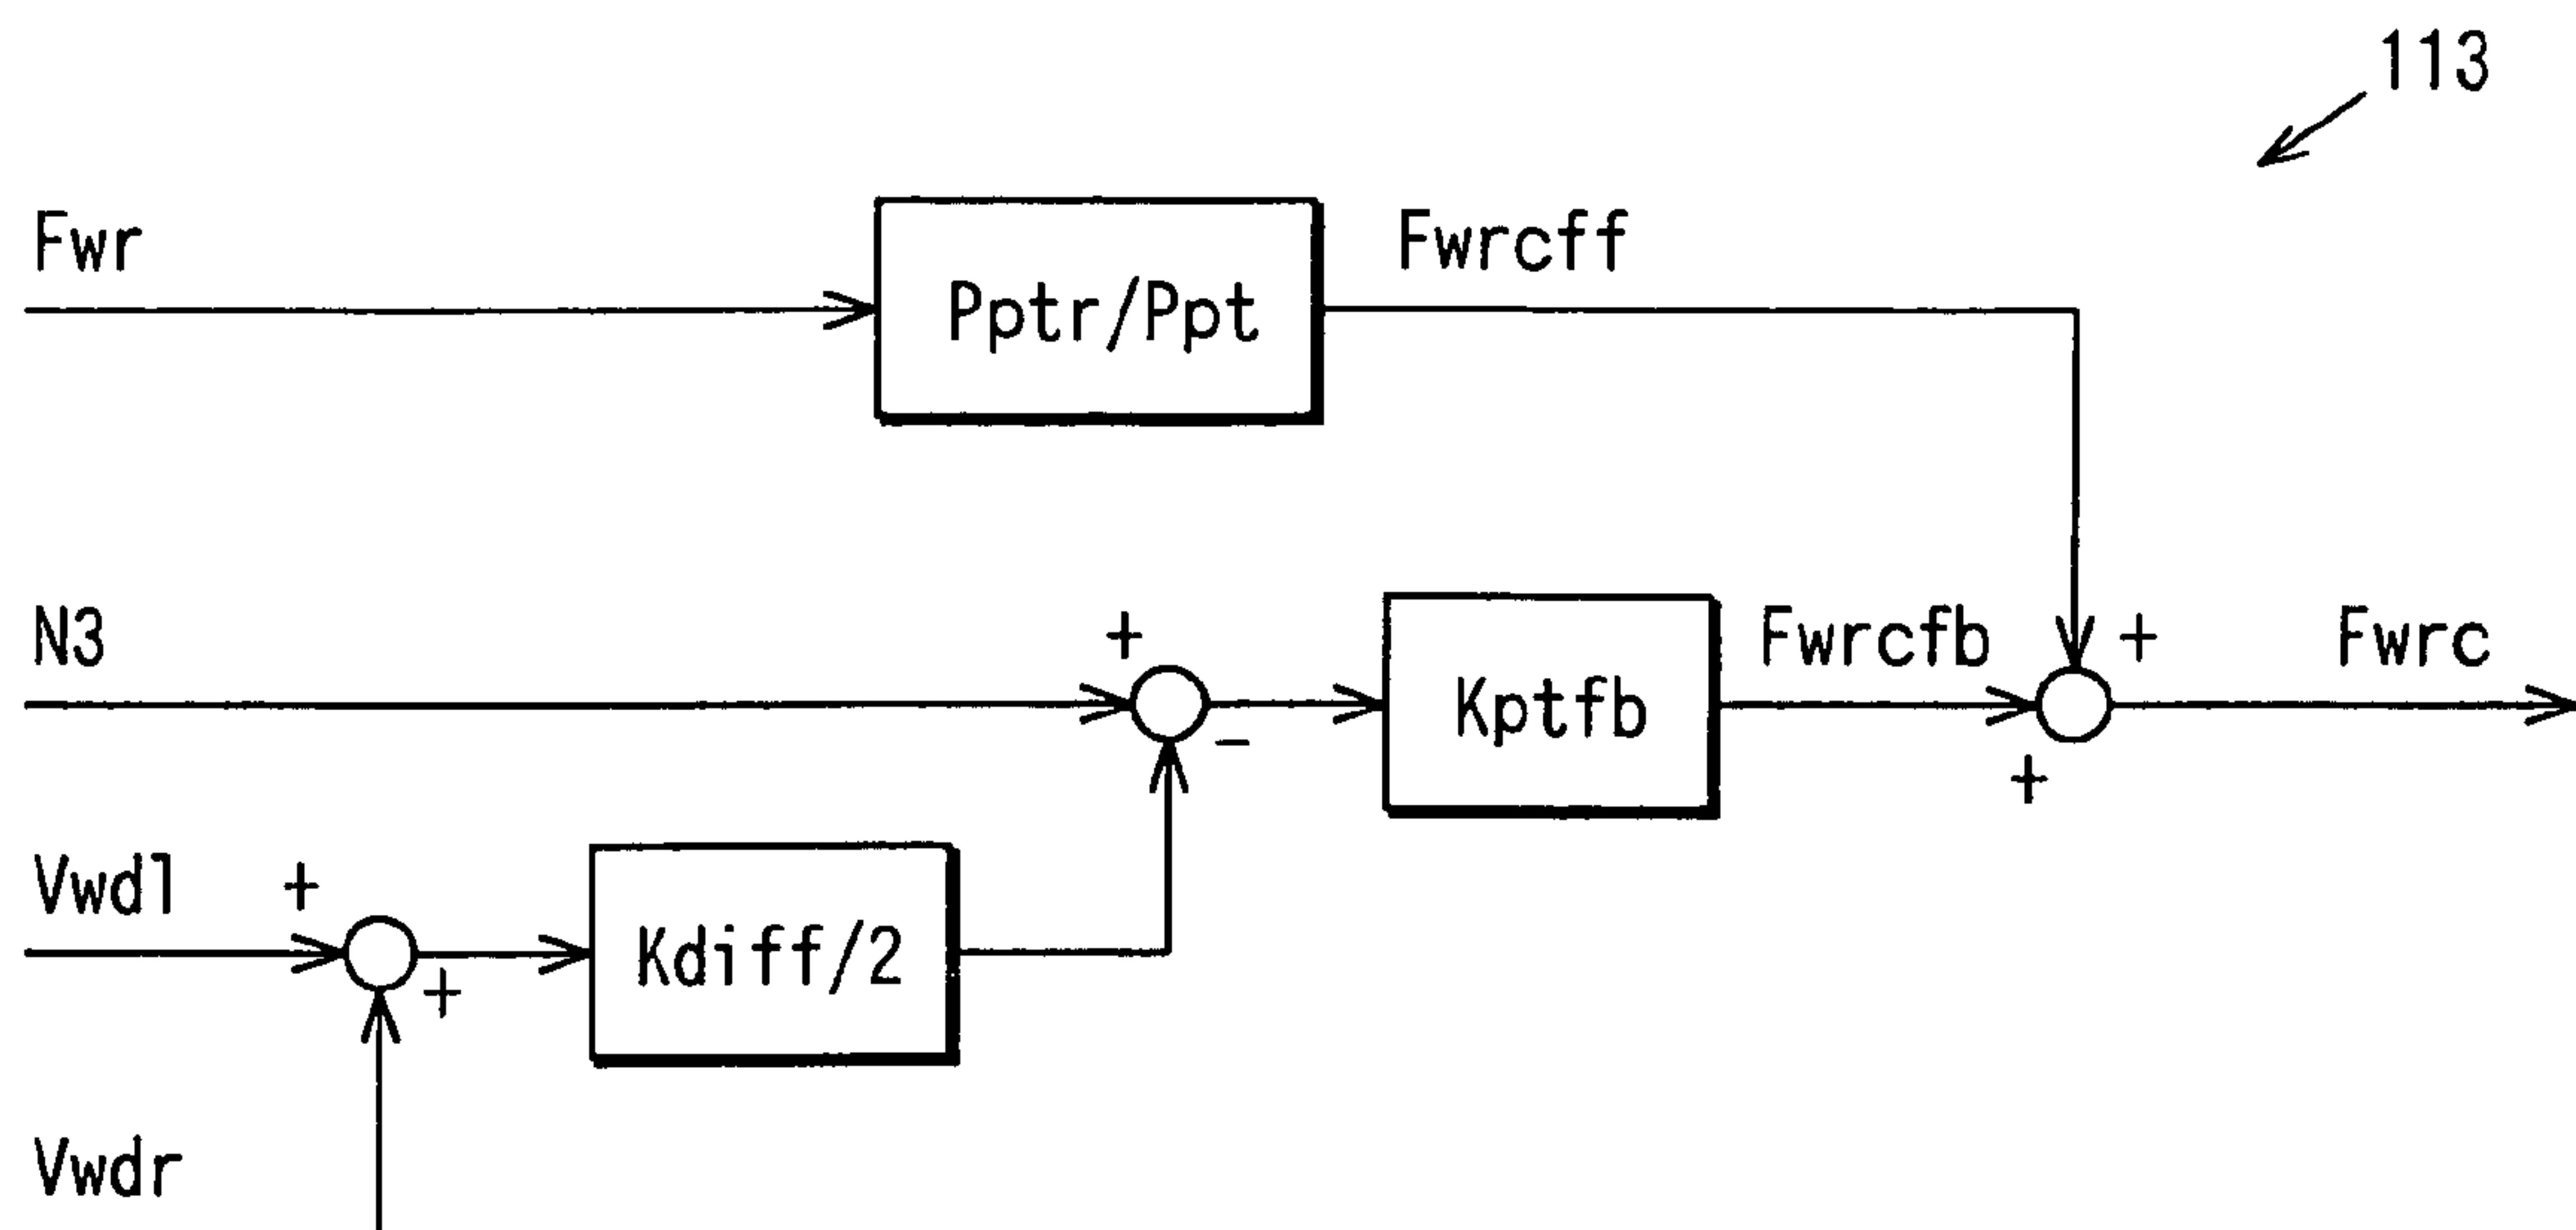 113
Fwr
Pptr/Ppt
Fwrcff
N3
+
-
Kptfb
Fwrcfb
+
+
Fwrc
Vwdl
+
+
Kdiff/2
Vwdr